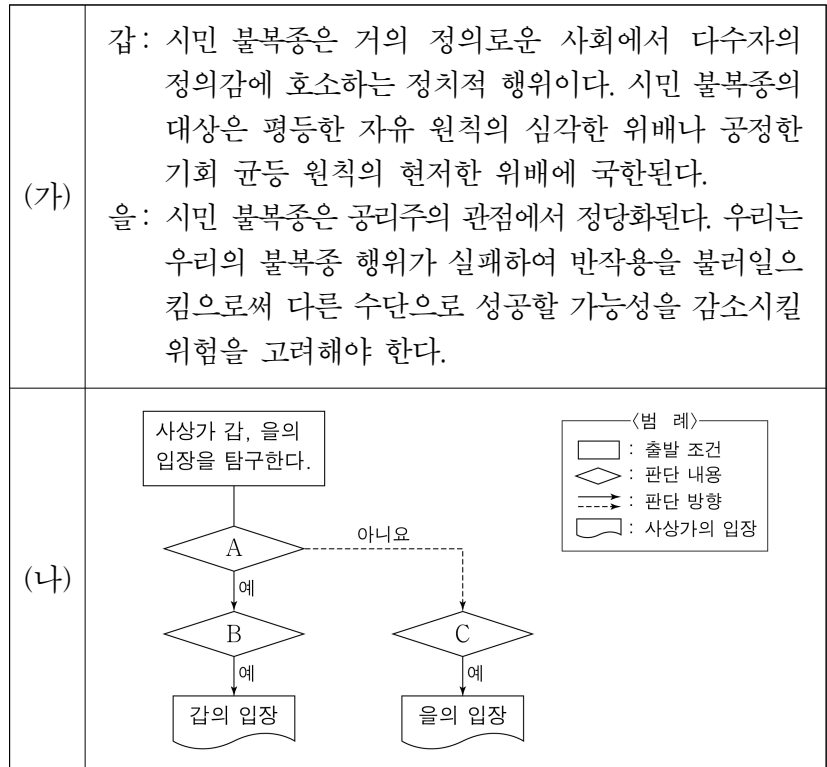 (가)
갑: 시민 불복종은 거의 정의로운 사회에서 다수자의
정의감에 호소하는 정치적 행위이다. 시민 불복종의
대상은 평등한 자유 원칙의 심각한 위배나 공정한
기회 균등 원칙의 현저한 위배에 국한된다.
을: 시민 불복종은 공리주의 관점에서 정당화된다. 우리는
우리의 불복종 행위가 실패하여 반작용을 불러일으
킴으로써 다른 수단으로 성공할 가능성을 감소시킬
위험을 고려해야 한다.
(나)
사상가 갑, 을의
입장을 탐구한다.
A
아니요
예
B
C
예
예
갑의 입장
을의 입장
〈범 례〉
: 출발 조건
: 판단 내용
: 판단 방향
: 사상가의 입장